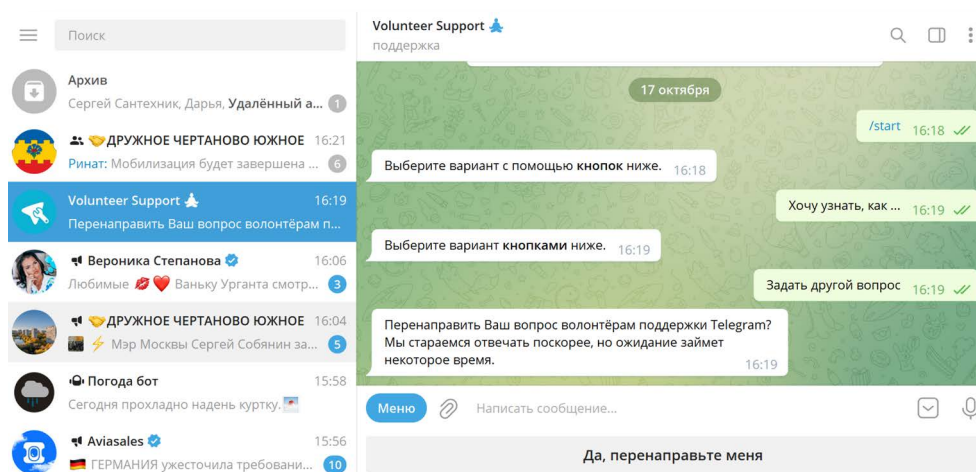 Поиск
Архив
Сергей Сантехник, Дарья, Удалённый а... 1
🤝ДРУЖНОЕ ЧЕРТАНОВО ЮЖНОЕ 16:21
Ринат: Мобилизация будет завершена ... 6
Volunteer Support 16:19
Перенаправить Ваш вопрос волонтёрам п...
Вероника Степанова 16:06
Любимые 💋❤️ Ваньку Урганта смотр... 3
🤝ДРУЖНОЕ ЧЕРТАНОВО ЮЖНОЕ 16:04
⚡ Мэр Москвы Сергей Собянин за... 5
Погода бот 15:58
Сегодня прохладно надень куртку.
Aviasales 15:56
🇩🇪 ГЕРМАНИЯ ужесточила требовани... 10
Volunteer Support
поддержка
17 октября
/start 16:18
Выберите вариант с помощью кнопок ниже. 16:18
Хочу узнать, как ... 16:19
Выберите вариант кнопками ниже. 16:19
Задать другой вопрос 16:19
Перенаправить Ваш вопрос волонтёрам поддержки Telegram?
Мы стараемся отвечать поскорее, но ожидание займет
некоторое время. 16:19
Меню Написать сообщение...
Да, перенаправьте меня